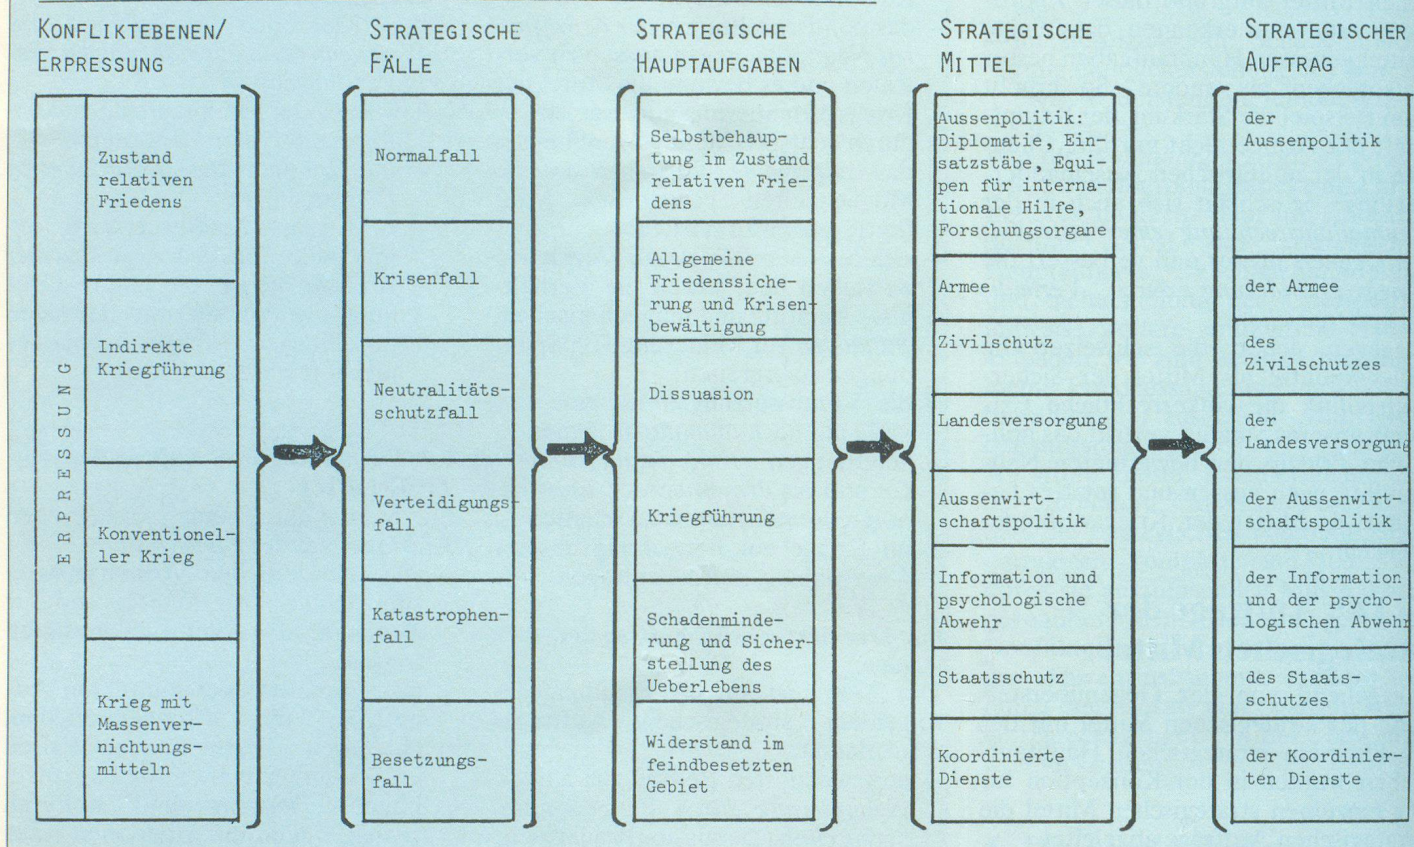 KONFLIKTEBENEN/
ERPRESSUNG
ERPRESSUNG
Zustand
relativen
Friedens
Indirekte
Kriegführung
Konventionel-
ler Krieg
Krieg mit
Massenver-
nichtungs-
mitteln
STRATEGISCHE
FÄLLE
Normalfall
Krisenfall
Neutralitäts-
schutzfall
Verteidigungs-
fall
Katastrophen-
fall
Besetzungs-
fall
STRATEGISCHE
HAUPTAUFGABEN
Selbstbehaup-
tung im Zustand
relativen Frie-
dens
Allgemeine
Friedenssiche-
rung und Krisen-
bewältigung
Dissuasion
Kriegführung
Schadenminde-
rung und Sicher-
stellung des
Ueberlebens
Widerstand im
feindbesetzten
Gebiet
STRATEGISCHE
MITTEL
Aussenpolitik:
Diplomatie, Ein-
satzstäbe, Equi-
pen für interna-
tionale Hilfe,
Forschungsorgane
Armee
Zivilschutz
Landesversorgung
Aussenwirt-
schaftspolitik
Information und
psychologische
Abwehr
Staatsschutz
Koordinierte
Dienste
STRATEGISCHER
AUFTRAG
der
Aussenpolitik
der Armee
des
Zivilschutzes
der
Landesversorgung
der Aussenwirt-
schaftspolitik
der Information
und der psycho-
logischen Abwehr
des Staats-
schutzes
der Koordinier-
ten Dienste